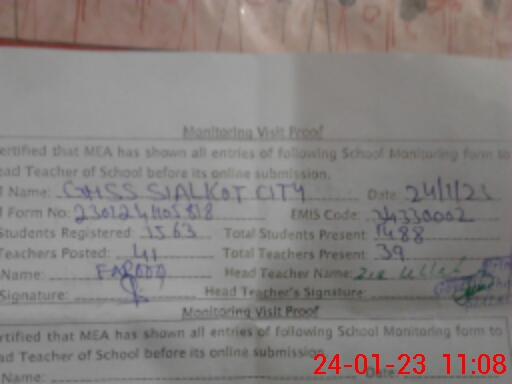 Monitoring Visit Proof
ertified that MEA has shown all entries of following School Monitoring form to
ead Teacher of School before its online submission.
Name: GHSS SIALKOT CITY Date: 24/1/23
Form No: EMIS Code: 34330002
Students Registered: 1563 Total Students Present: 1488
Teachers Posted: 41 Total Teachers Present: 39
Name: FAROOQ Head Teacher Name:
Signature: Head Teacher's Signature:
Monitoring Visit Proof
rtified that MEA has shown all entries of following School Monitoring form to
ad Teacher of School before its online submission.
Name: Date:
24-01-23 11:08